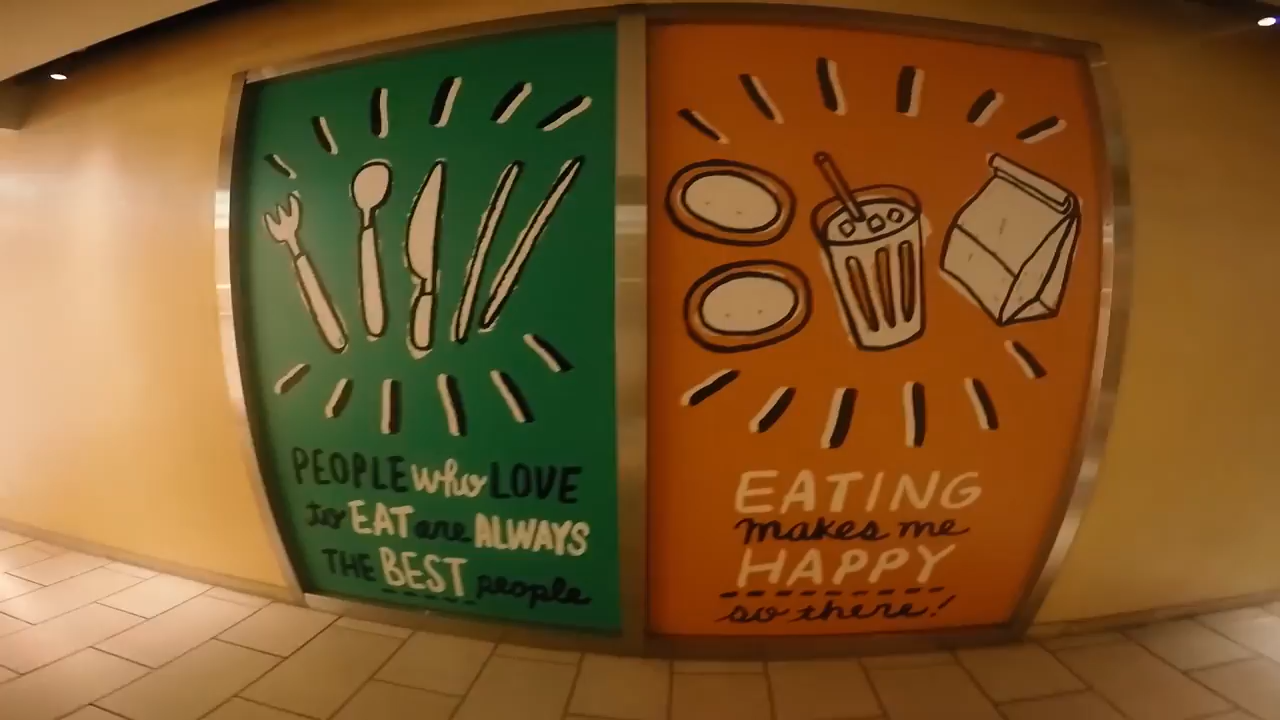 PEOPLE who LOVE
to EAT are ALWAYS
THE BEST people
EATING
makes me
HAPPY
so there!